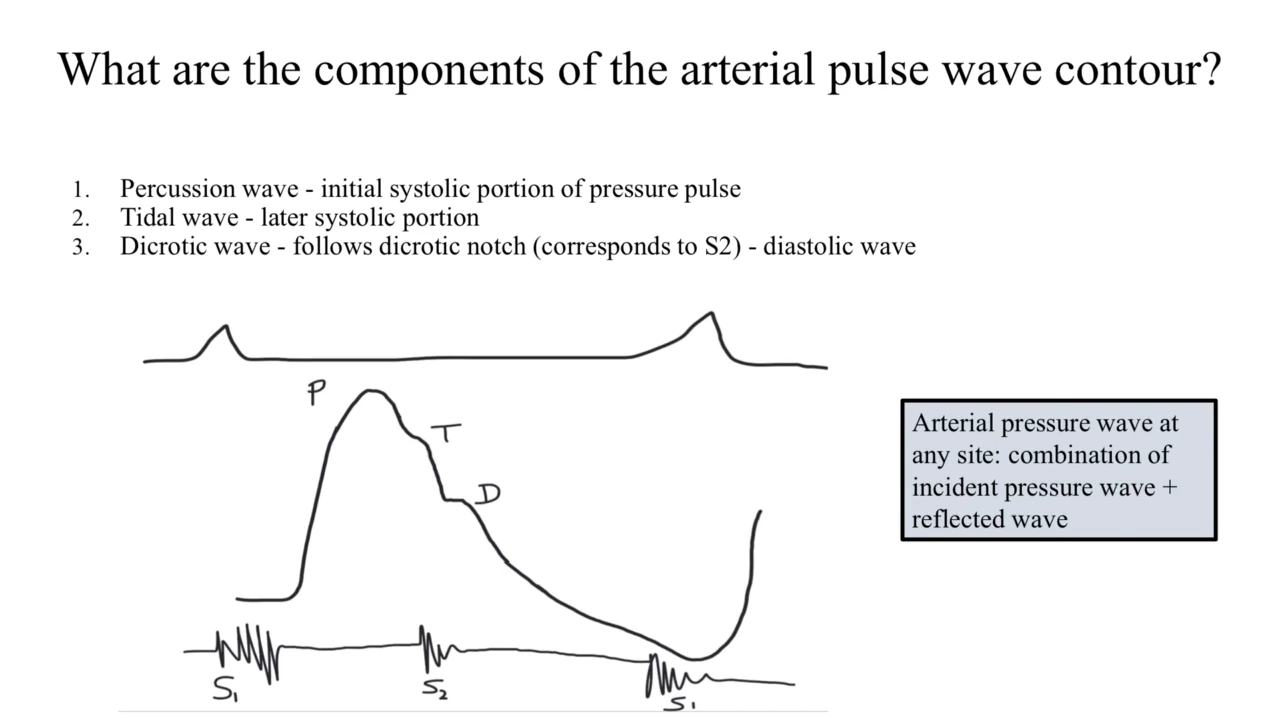 What are the components of the arterial pulse wave contour?
1. Percussion wave - initial systolic portion of pressure pulse
2. Tidal wave - later systolic portion
3. Dicrotic wave - follows dicrotic notch (corresponds to S2) - diastolic wave
P
T
D
Arterial pressure wave at
any site: combination of
incident pressure wave +
reflected wave
S₁
S₂
S₁